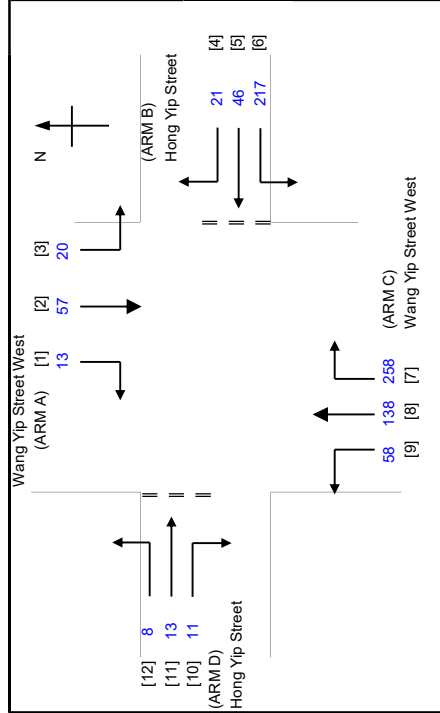 Wang Yip Street West
(ARM A)
[1] [2] [3]
13 57 20
N
(ARM B)
Hong Yip Street
21 [4]
46 [5]
217 [6]
[12] 8
[11] 13
[10] 11
(ARM D)
Hong Yip Street
58 138 258
[9] [8] [7]
(ARM C)
Wang Yip Street West